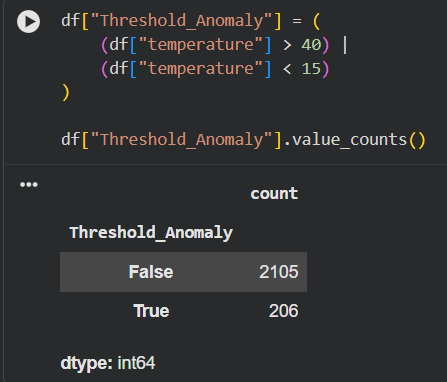 df["Threshold_Anomaly"] = (
    (df["temperature"] > 40) |
    (df["temperature"] < 15)
)
df["Threshold_Anomaly"].value_counts()
count
Threshold_Anomaly
False 2105
True 206
dtype: int64